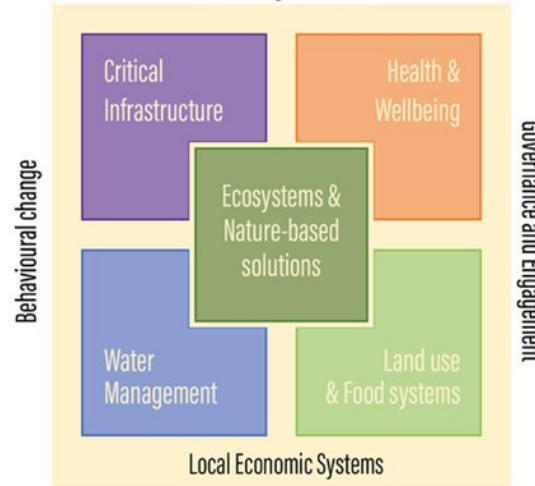 Critical
Infrastructure
Health &
Wellbeing
Behavioural change
Ecosystems &
Nature-based
solutions
Governance and Engagement
Water
Management
Land use
& Food systems
Local Economic Systems